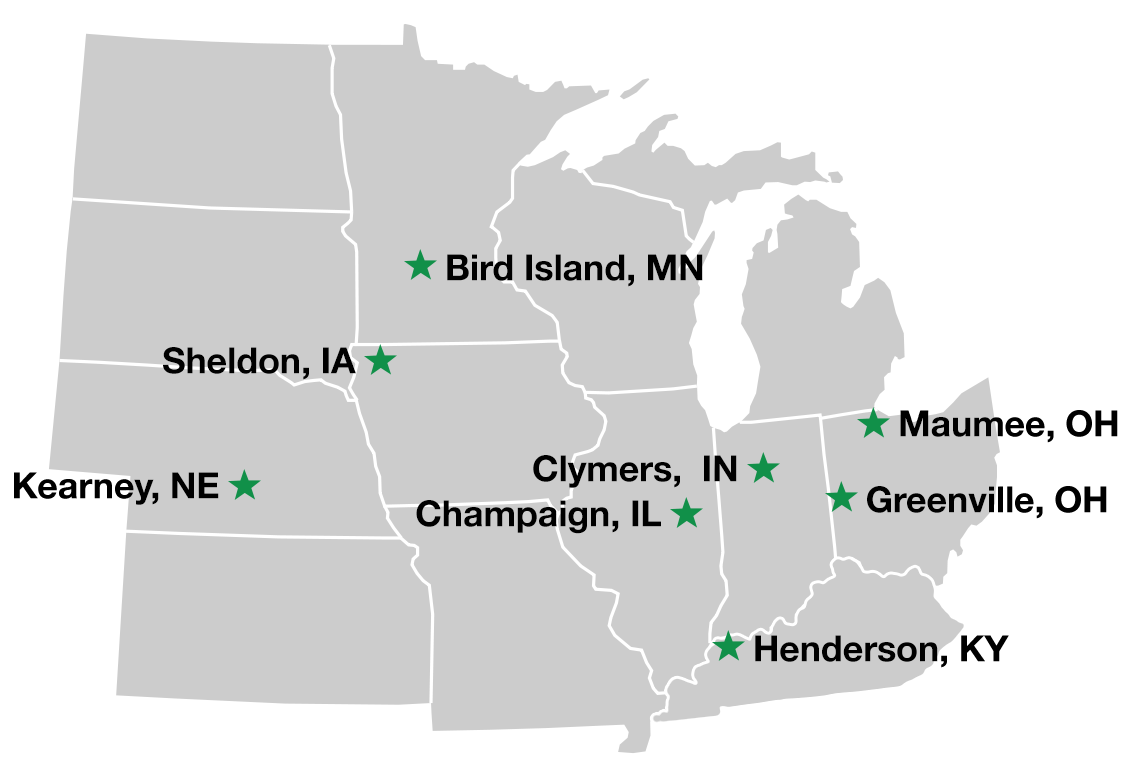 Bird Island, MN
Sheldon, IA
Maumee, OH
Clymers,  IN
Kearney, NE
Greenville, OH
Champaign, IL
Henderson, KY